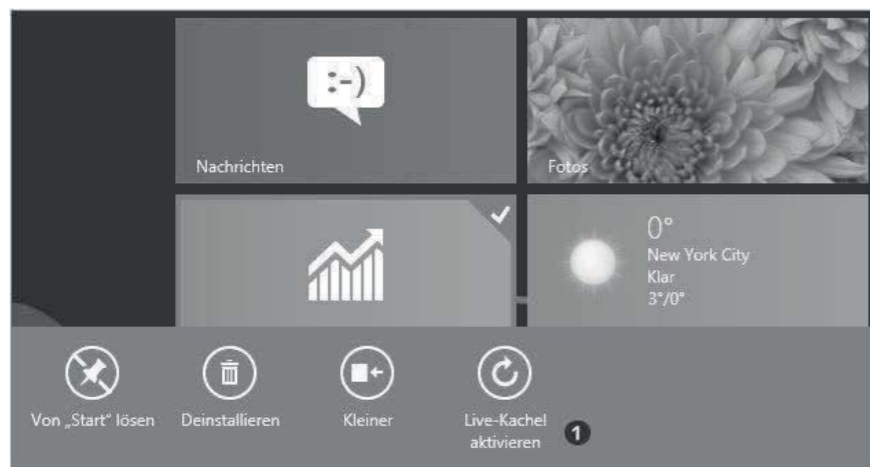 :-)
Nachrichten
Fotos
0°
New York City
Klar
3°/0°
Von „Start“ lösen
Deinstallieren
Kleiner
Live-Kachel
aktivieren
1